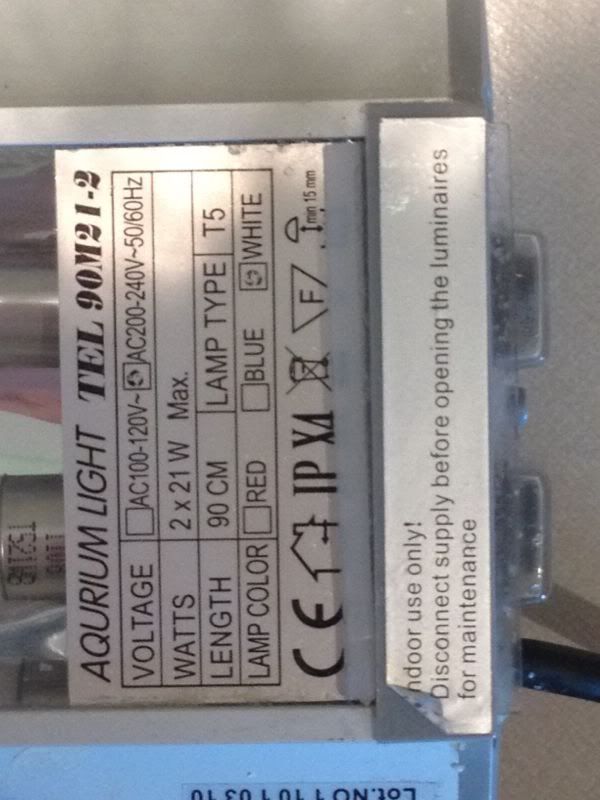 AQURIUM LIGHT TEL 90M21-2
VOLTAGE AC100-120V~ AC200-240V~50/60Hz
WATTS 2 x 21 W Max.
LENGTH 90 CM LAMP TYPE T5
LAMP COLOR RED BLUE WHITE
CE IP X4 F min 15 mm
ndoor use only!
Disconnect supply before opening the luminaires
for maintenance